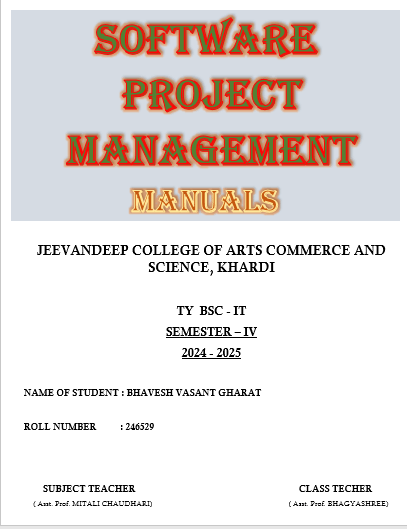 SOFTWARE
PROJECT
MANAGEMENT
MANUALS
JEEVANDEEP COLLEGE OF ARTS COMMERCE AND
SCIENCE, KHARDI
TY BSC - IT
SEMESTER – IV
2024 - 2025
NAME OF STUDENT : BHAVESH VASANT GHARAT
ROLL NUMBER : 246529
SUBJECT TEACHER CLASS TECHER
( Asst. Prof. MITALI CHAUDHARI) ( Asst. Prof. BHAGYASHREE)